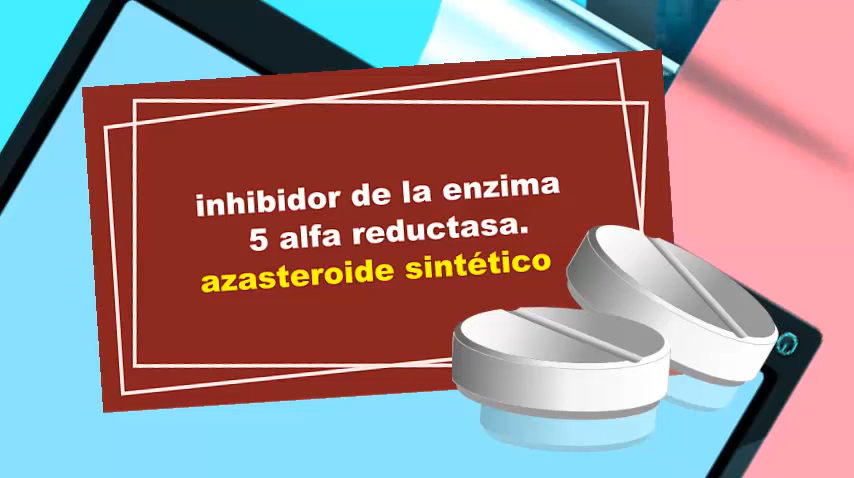 inhibidor de la enzima
5 alfa reductasa.
azasteroide sintético